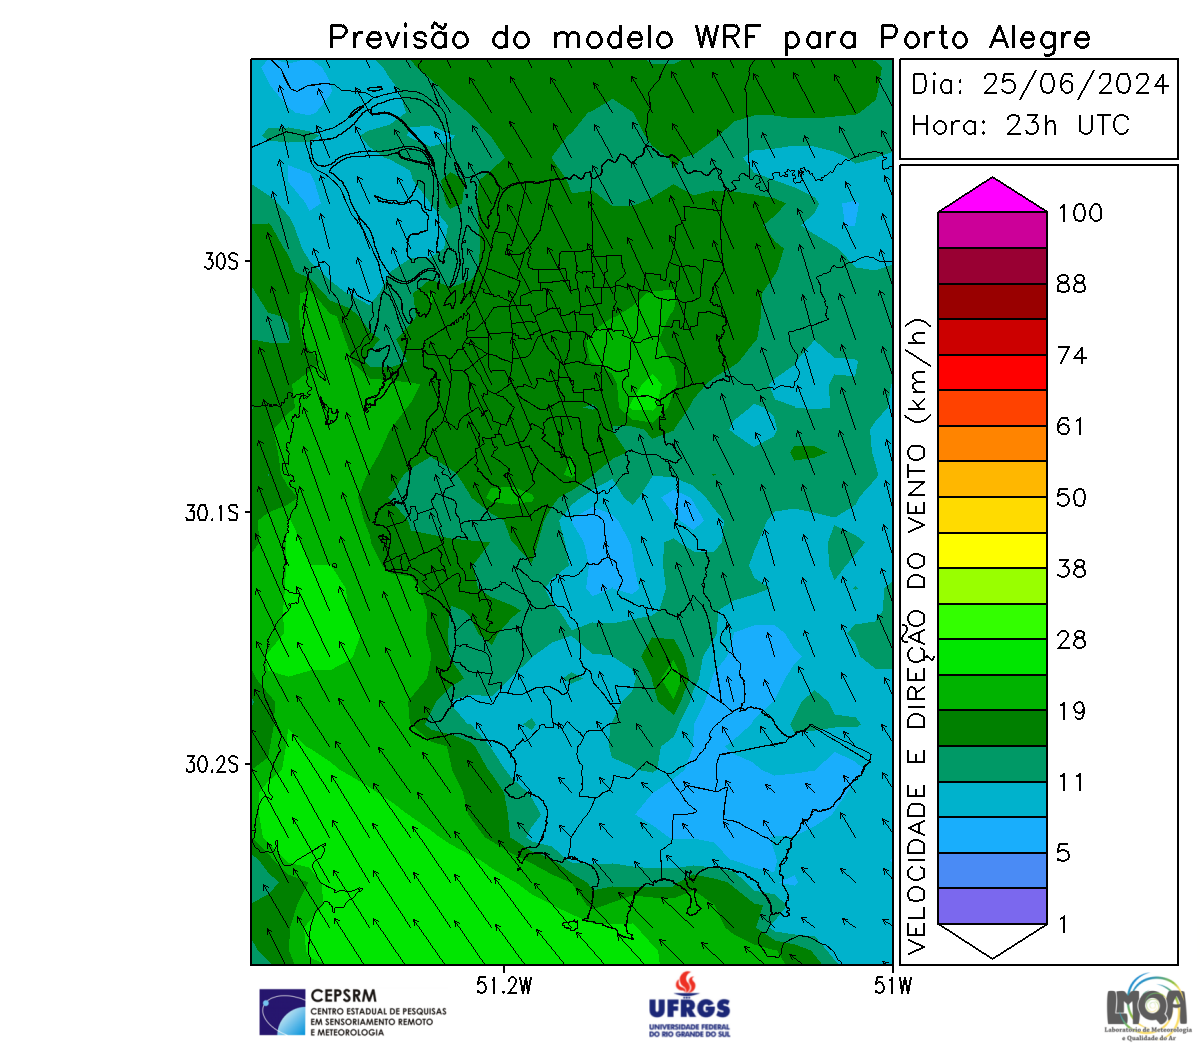 Previsão do modelo WRF para Porto Alegre
Dia: 25/06/2024
Hora: 23h UTC
VELOCIDADE E DIREÇÃO DO VENTO (km/h)
100
88
74
61
50
38
28
19
11
5
1
30S
30.1S
30.2S
51.2W
51W
CEPSRM
CENTRO ESTADUAL DE PESQUISAS
EM SENSORIAMENTO REMOTO
E METEOROLOGIA
UFRGS
UNIVERSIDADE FEDERAL
DO RIO GRANDE DO SUL
LMQA
Laboratório de Meteorologia
e Qualidade do Ar